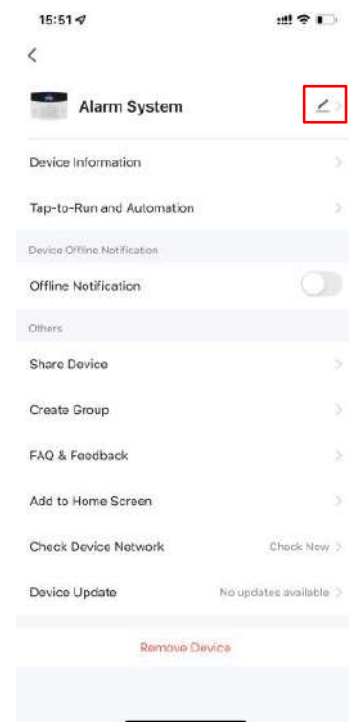 15:51
Alarm System
Device Information
Tap-to-Run and Automation
Device Offline Notification
Offline Notification
Others
Share Device
Create Group
FAQ & Feedback
Add to Home Screen
Check Device Network Check Now
Device Update No updates available
Remove Device